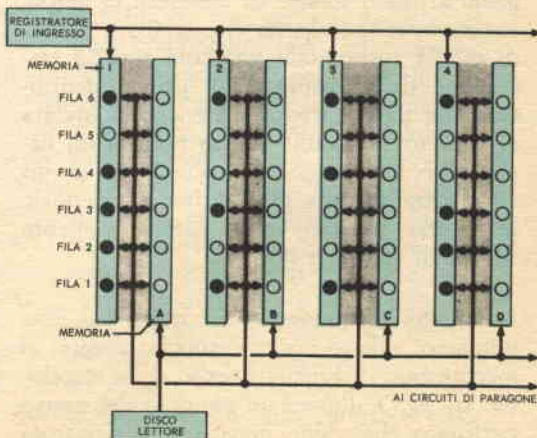 REGISTRATORE
DI INGRESSO
MEMORIA
1
2
3
4
FILA 6
FILA 5
FILA 4
FILA 3
FILA 2
FILA 1
A
B
C
D
MEMORIA
AI CIRCUITI DI PARAGONE
DISCO
LETTORE